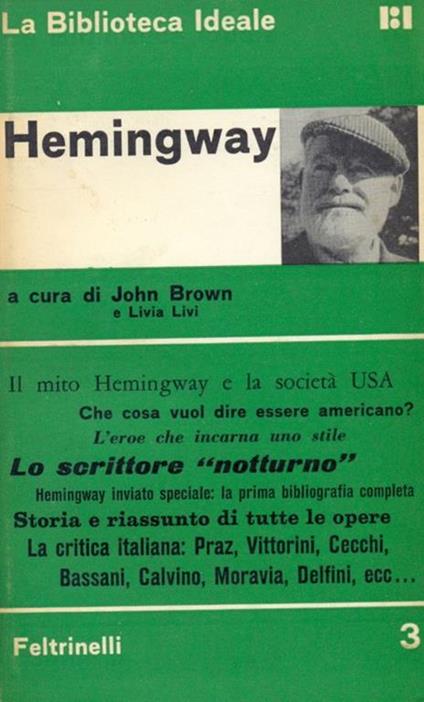 La Biblioteca Ideale
Hemingway
a cura di John Brown
e Livia Livi
Il mito Hemingway e la società USA
Che cosa vuol dire essere americano?
L'eroe che incarna uno stile
Lo scrittore "notturno"
Hemingway inviato speciale: la prima bibliografia completa
Storia e riassunto di tutte le opere
La critica italiana: Praz, Vittorini, Cecchi,
Bassani, Calvino, Moravia, Delfini, ecc...
Feltrinelli 3